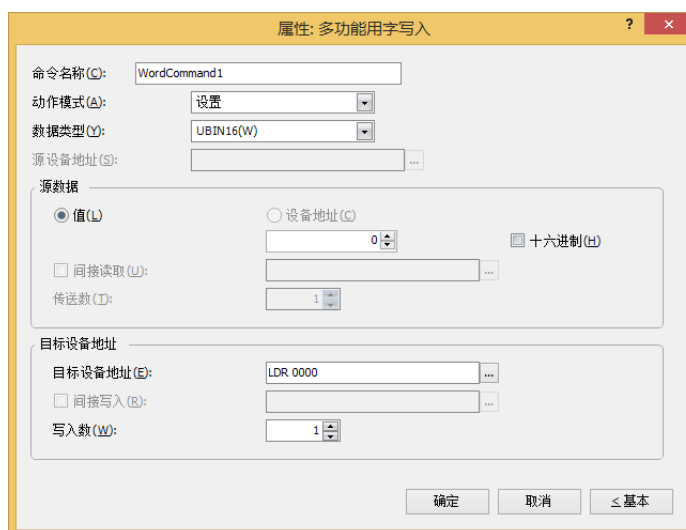 属性: 多功能用字写入
?
×
命令名称(C): WordCommand1
动作模式(A): 设置
数据类型(Y): UBIN16(W)
源设备地址(S): ...
源数据
值(L) 设备地址(C)
0 十六进制(H)
间接读取(U): ...
传送数(T): 1
目标设备地址
目标设备地址(E): LDR 0000 ...
间接写入(R): ...
写入数(W): 1
确定 取消 ≤基本